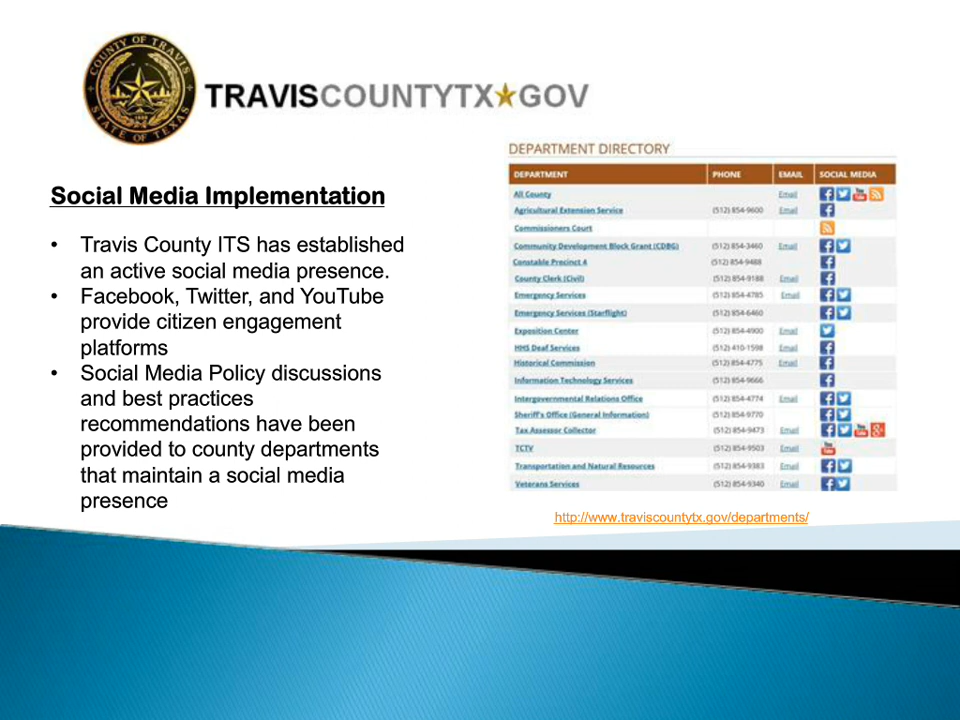 COUNTY OF TRAVIS
STATE OF TEXAS
TRAVISCOUNTYTX★GOV
Social Media Implementation
• Travis County ITS has established
an active social media presence.
• Facebook, Twitter, and YouTube
provide citizen engagement
platforms
• Social Media Policy discussions
and best practices
recommendations have been
provided to county departments
that maintain a social media
presence
DEPARTMENT DIRECTORY
DEPARTMENT PHONE EMAIL SOCIAL MEDIA
All County Email
Agricultural Extension Service (512) 854-9600 Email
Commissioners Court
Community Development Block Grant (CDBG) (512) 854-3460 Email
Constable Precinct 4 (512) 854-9488
County Clerk (Civil) (512) 854-9188 Email
Emergency Services (512) 854-4785 Email
Emergency Services (Starflight) (512) 854-6460
Exposition Center (512) 854-4900 Email
HHS Deaf Services (512) 410-1598 Email
Historical Commission (512) 854-4775 Email
Information Technology Services (512) 854-9666
Intergovernmental Relations Office (512) 854-4774 Email
Sheriff's Office (General Information) (512) 854-9770
Tax Assessor Collector (512) 854-9473 Email
TCTV (512) 854-9503 Email
Transportation and Natural Resources (512) 854-9383 Email
Veterans Services (512) 854-9340 Email
http://www.traviscountytx.gov/departments/